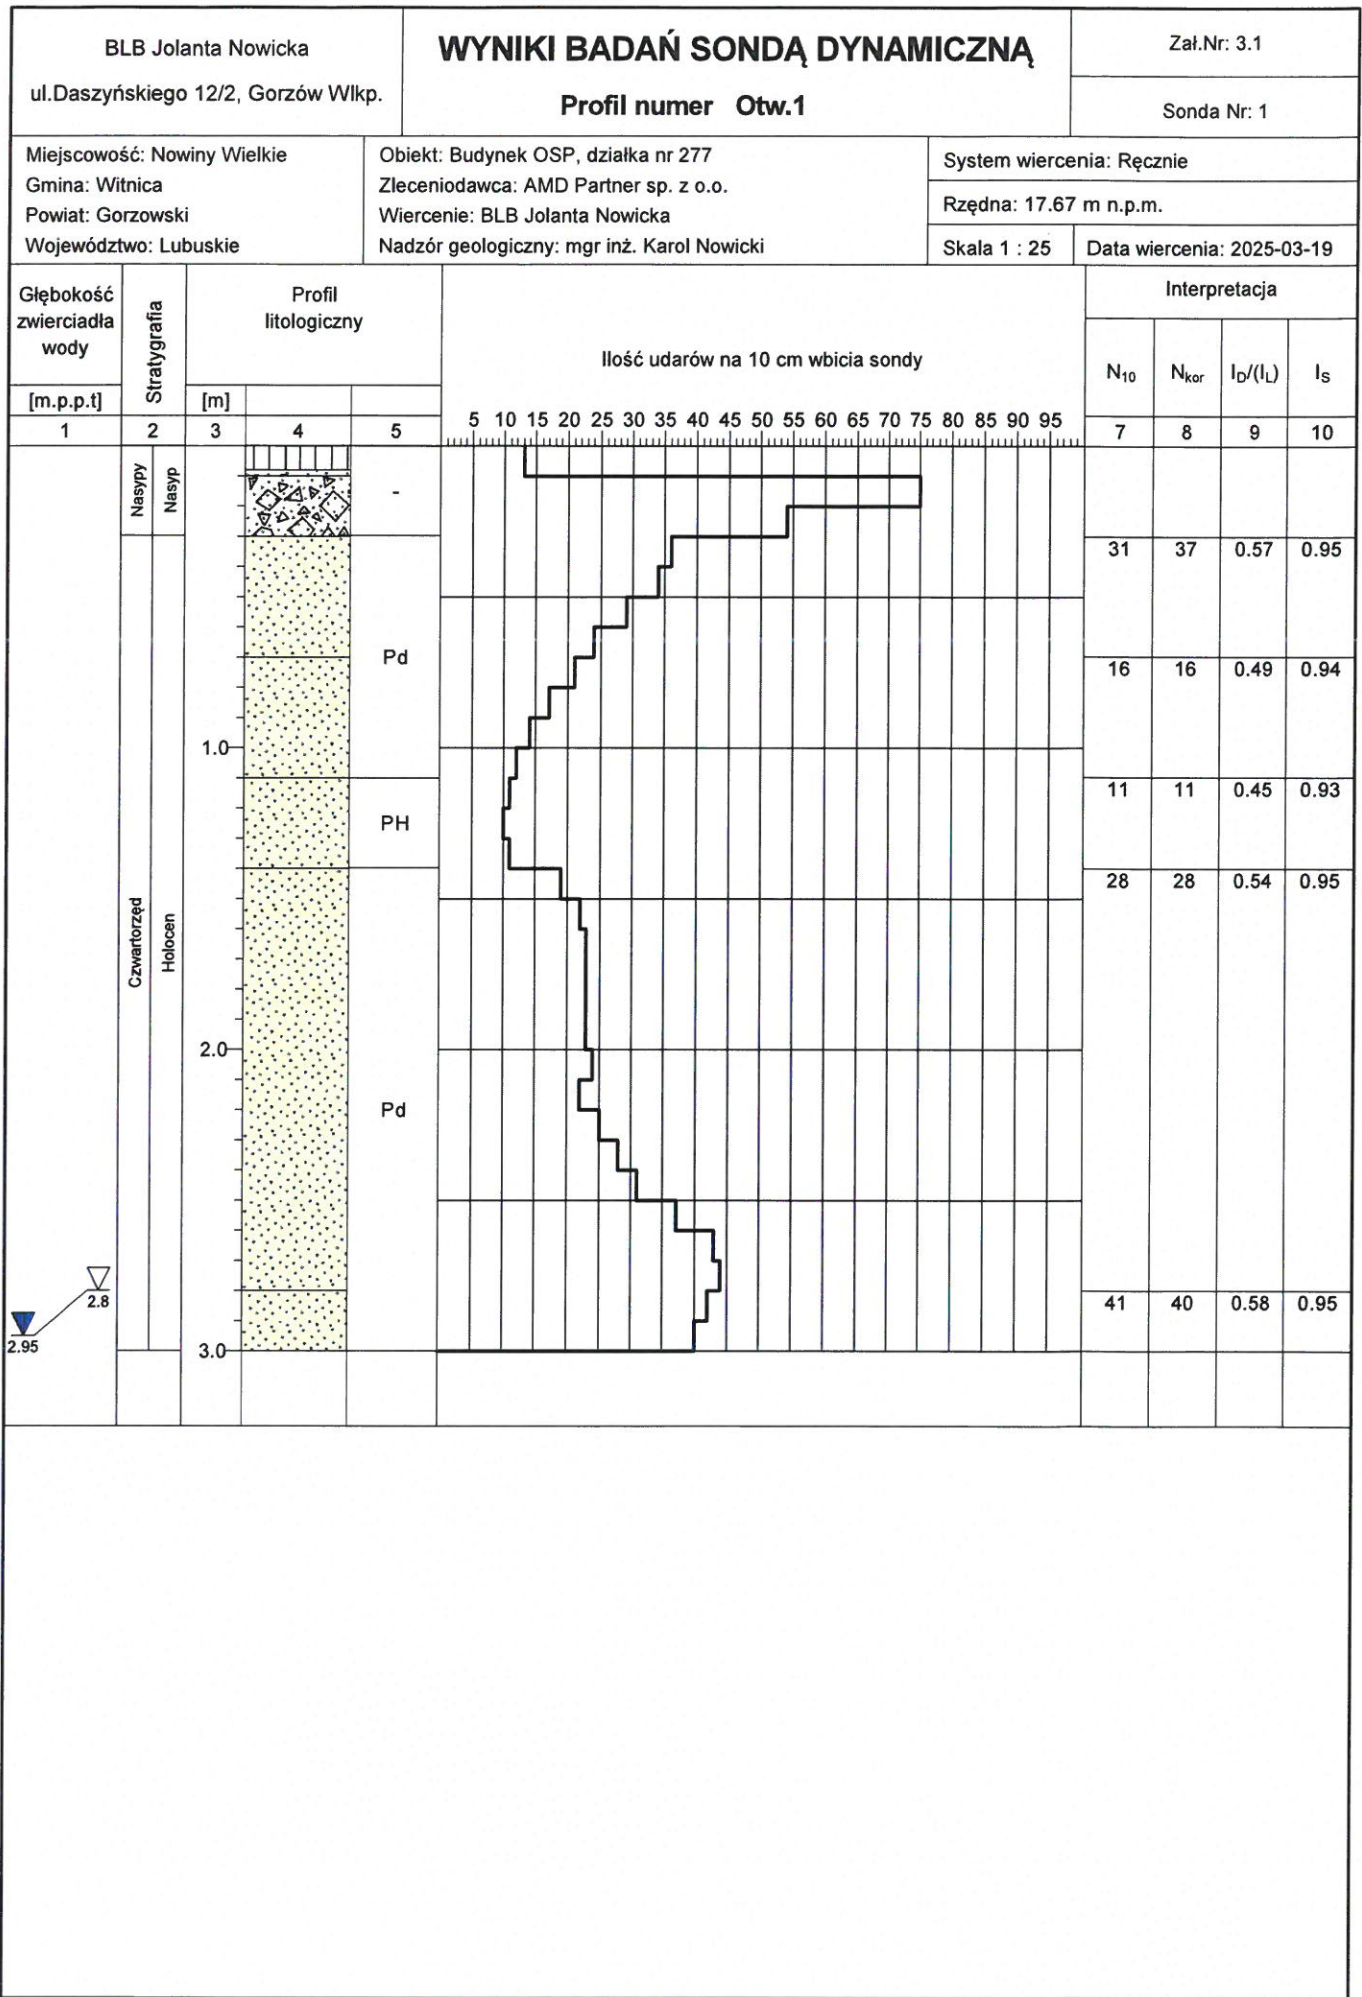 BLB Jolanta Nowicka
ul.Daszyńskiego 12/2, Gorzów Wlkp.
WYNIKI BADAŃ SONDĄ DYNAMICZNĄ
Profil numer Otw.1
Zał.Nr: 3.1
Sonda Nr: 1
Miejscowość: Nowiny Wielkie
Gmina: Witnica
Powiat: Gorzowski
Województwo: Lubuskie
Obiekt: Budynek OSP, działka nr 277
Zleceniodawca: AMD Partner sp. z o.o.
Wiercenie: BLB Jolanta Nowicka
Nadzór geologiczny: mgr inż. Karol Nowicki
System wiercenia: Ręcznie
Rzędna: 17.67 m n.p.m.
Skala 1 : 25
Data wiercenia: 2025-03-19
Głębokość
zwierciadła
wody
[m.p.p.t]
Stratygrafia
Profil
litologiczny
[m]
Ilość udarów na 10 cm wbicia sondy
5 10 15 20 25 30 35 40 45 50 55 60 65 70 75 80 85 90 95
Interpretacja
N10 Nkor ID/(IL) IS
1 2 3 4 5 7 8 9 10
Nasypy
Nasyp
-
31 37 0.57 0.95
Pd
16 16 0.49 0.94
1.0
11 11 0.45 0.93
PH
28 28 0.54 0.95
Czwartorzęd
Holocen
2.0
Pd
2.8
41 40 0.58 0.95
2.95
3.0